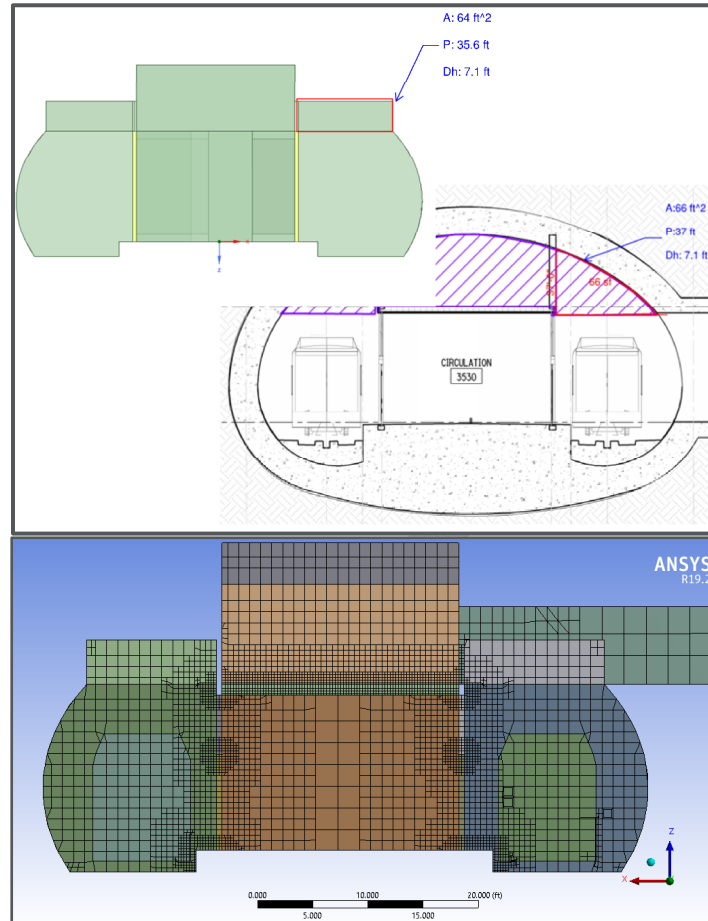 A: 64 ft^2
P: 35.6 ft
Dh: 7.1 ft
x
z
A:66 ft^2
P:37 ft
Dh: 7.1 ft
66 sf
CIRCULATION
3530
ANSYS
R19.2
Z
X
0.000
10.000
20.000 (ft)
5.000
15.000